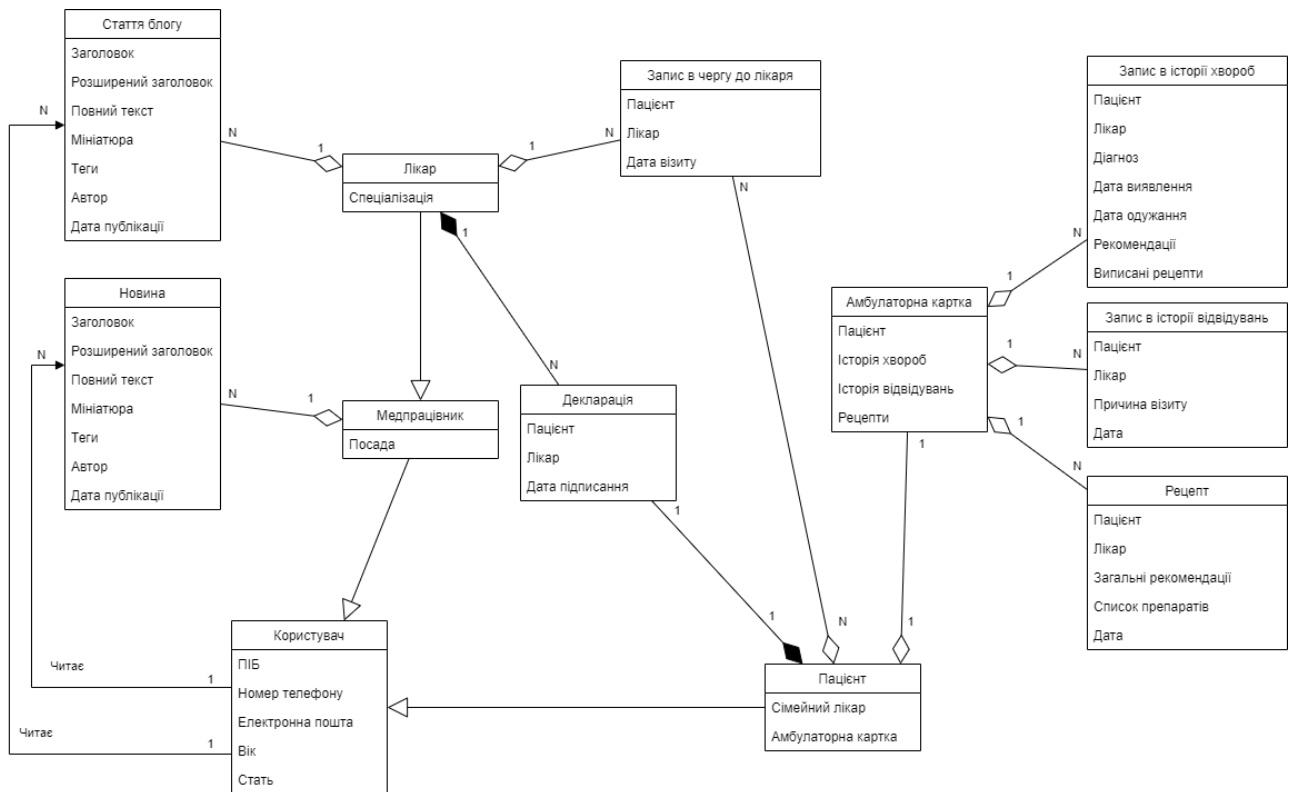 Стаття блогу
Заголовок
Розширений заголовок
Повний текст
Мініатюра
Теги
Автор
Дата публікації
N
N
1
Лікар
Спеціалізація
1
N
Запис в чергу до лікаря
Пацієнт
Лікар
Дата візиту
N
N
1
N
Запис в історії хвороб
Пацієнт
Лікар
Діагноз
Дата виявлення
Дата одужання
Рекомендації
Виписані рецепти
N
1
Амбулаторна картка
Пацієнт
Історія хвороб
Історія відвідувань
Рецепти
1
N
Запис в історії відвідувань
Пацієнт
Лікар
Причина візиту
Дата
1
N
Рецепт
Пацієнт
Лікар
Загальні рекомендації
Список препаратів
Дата
1
1
Новина
Заголовок
Розширений заголовок
Повний текст
Мініатюра
Теги
Автор
Дата публікації
N
N
1
Медпрацівник
Посада
Декларація
Пацієнт
Лікар
Дата підписання
1
1
Користувач
ПІБ
Номер телефону
Електронна пошта
Вік
Стать
Читає
1
Читає
1
Пацієнт
Сімейний лікар
Амбулаторна картка